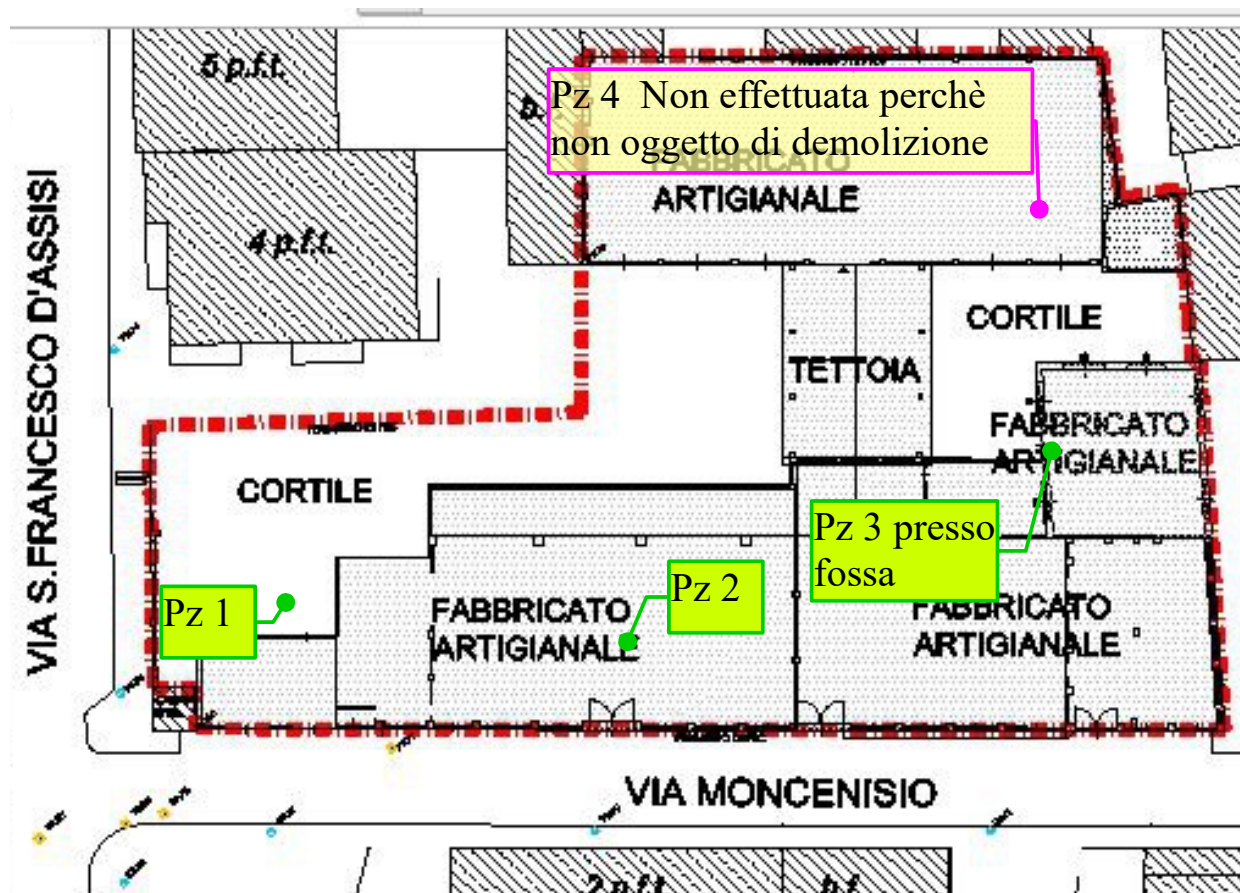 5 p.f.t.
Pz 4 Non effettuata perchè
non oggetto di demolizione
FABBRICATO
ARTIGIANALE
4 p.f.t.
VIA S.FRANCESCO D'ASSISI
CORTILE
TETTOIA
FABBRICATO
ARTIGIANALE
CORTILE
Pz 3 presso
fossa
Pz 2
Pz 1
FABBRICATO
ARTIGIANALE
FABBRICATO
ARTIGIANALE
VIA MONCENISIO
2 p.f.t.
b.f.